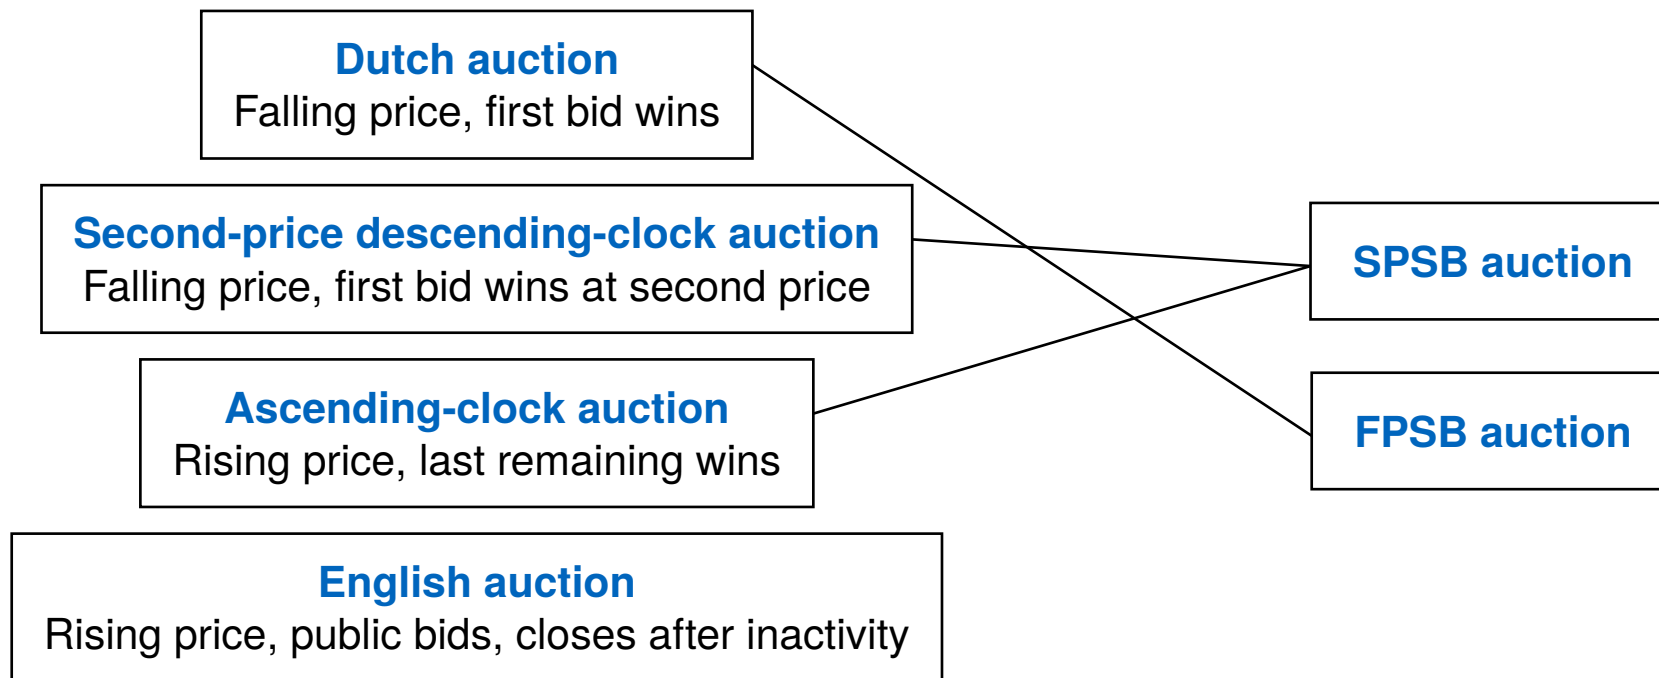 Dutch auction
Falling price, first bid wins
Second-price descending-clock auction
Falling price, first bid wins at second price
Ascending-clock auction
Rising price, last remaining wins
English auction
Rising price, public bids, closes after inactivity
SPSB auction
FPSB auction